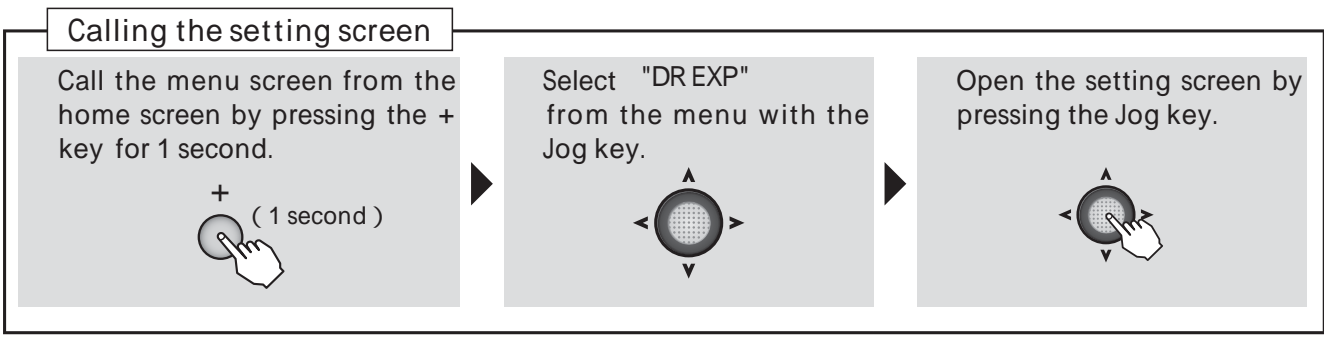 Calling the setting screen
Call the menu screen from the
home screen by pressing the +
key for 1 second.
+
( 1 second )
Select "DR EXP"
from the menu with the
Jog key.
Open the setting screen by
pressing the Jog key.